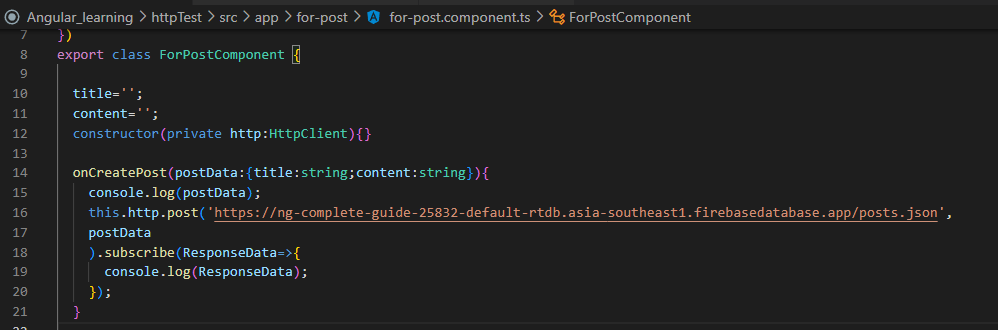 Angular_learning > httpTest > src > app > for-post > for-post.component.ts > ForPostComponent
7 })
8 export class ForPostComponent {
9
10 title='';
11 content='';
12 constructor(private http:HttpClient){}
13
14 onCreatePost(postData:{title:string;content:string}){
15 console.log(postData);
16 this.http.post('https://ng-complete-guide-25832-default-rtdb.asia-southeast1.firebasedatabase.app/posts.json',
17 postData
18 ).subscribe(ResponseData=>{
19 console.log(ResponseData);
20 });
21 }
22